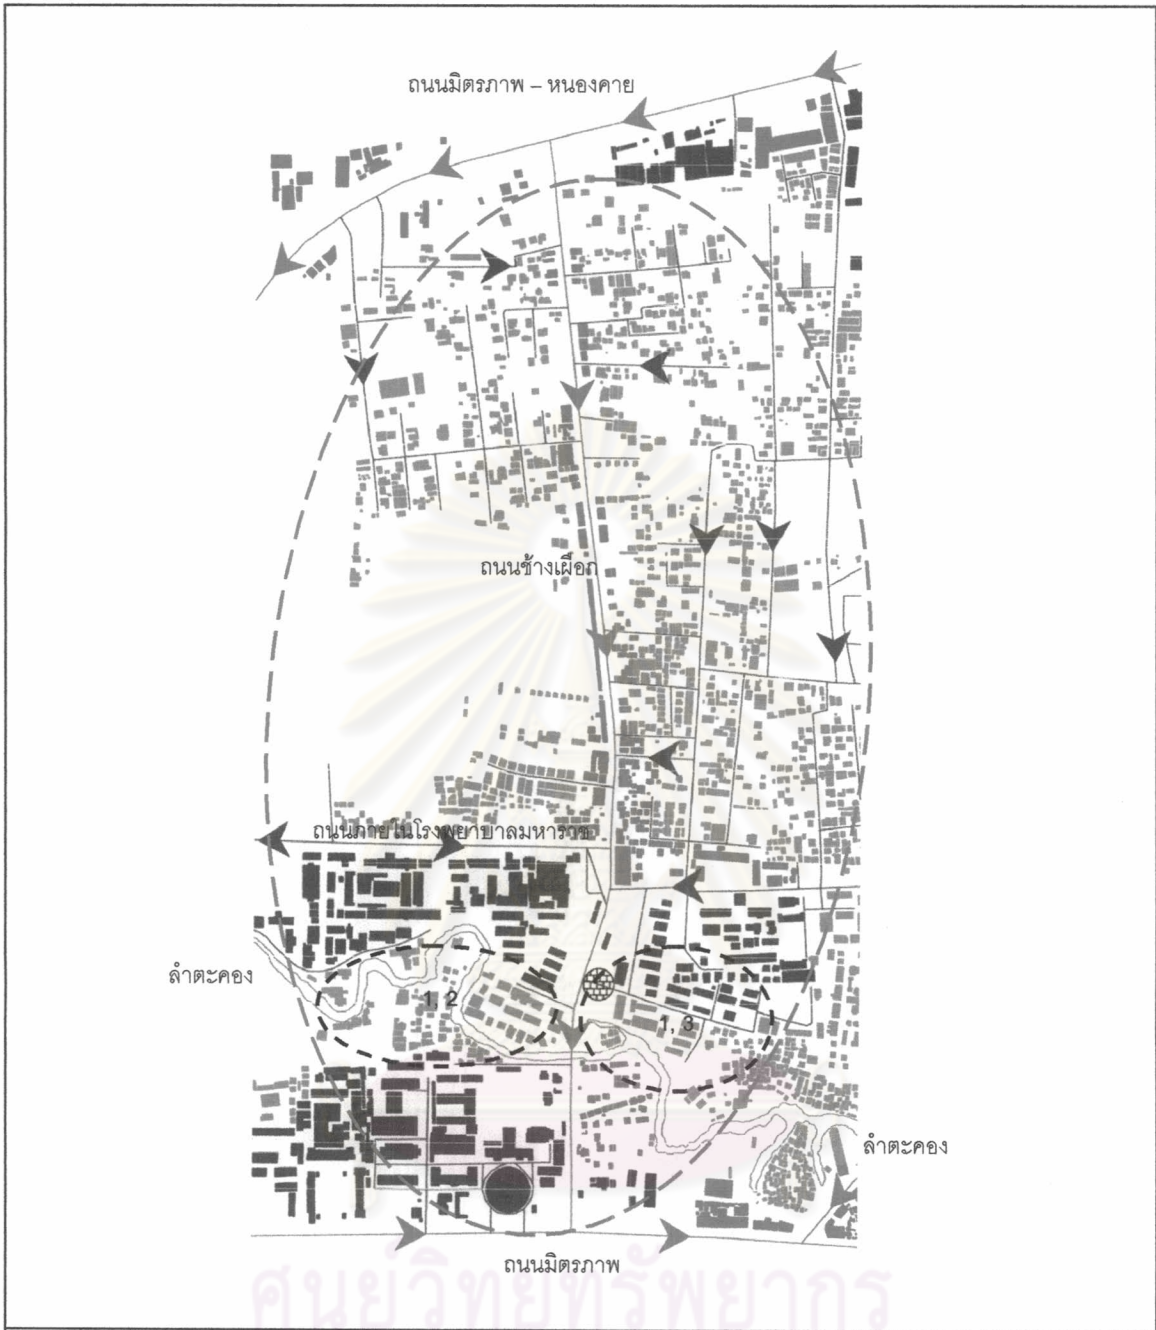 ถนนมิตรภาพ – หนองคาย
ถนนช้างเผือก
ถนนภายในโรงพยาบาลมหาราช
ลำตะคอง
1, 2
1, 3
ลำตะคอง
ถนนมิตรภาพ
ศูนย์วิทยทรัพยากร